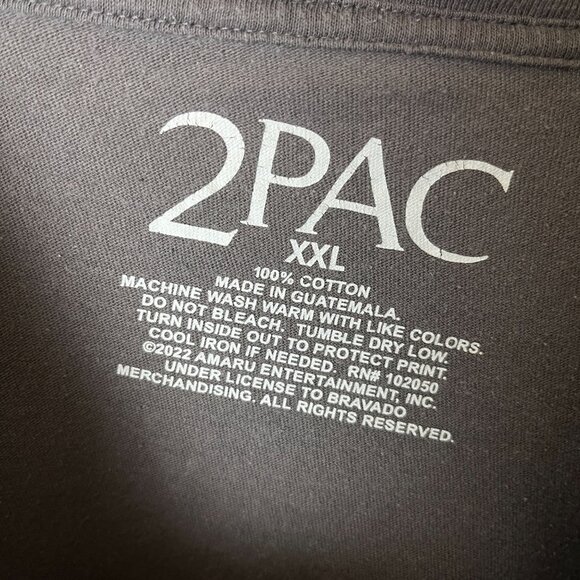 2PAC
XXL
100% COTTON
MADE IN GUATEMALA.
MACHINE WASH WARM WITH LIKE COLORS.
DO NOT BLEACH. TUMBLE DRY LOW.
TURN INSIDE OUT TO PROTECT PRINT.
COOL IRON IF NEEDED. RN# 102050
©2022 AMARU ENTERTAINMENT, INC.
UNDER LICENSE TO BRAVADO
MERCHANDISING. ALL RIGHTS RESERVED.